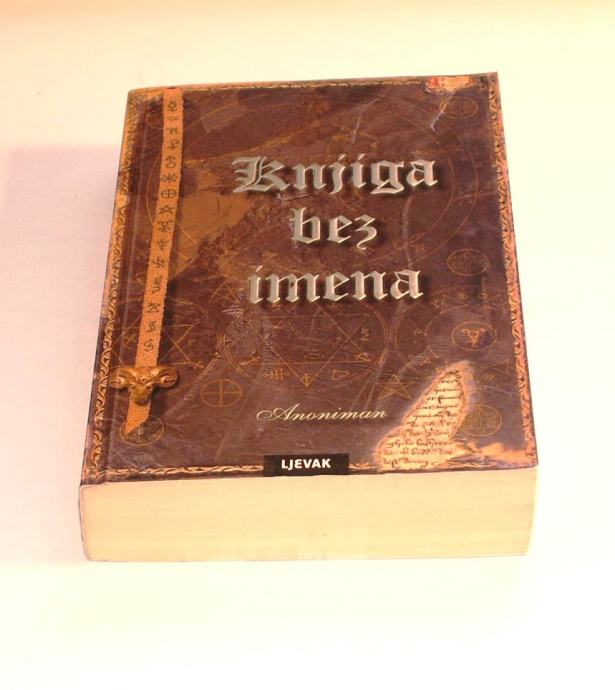 Knjiga
bez
imena
Anoniman
LJEVAK